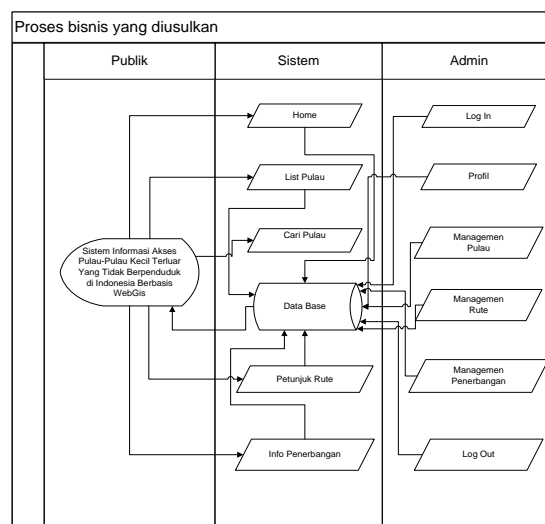 Proses bisnis yang diusulkan
Publik
Sistem
Admin
Home
Log In
List Pulau
Profil
Cari Pulau
Sistem Informasi Akses
Pulau-Pulau Kecil Terluar
Yang Tidak Berpenduduk
di Indonesia Berbasis
WebGis
Managemen
Pulau
Data Base
Managemen
Rute
Petunjuk Rute
Managemen
Penerbangan
Info Penerbangan
Log Out